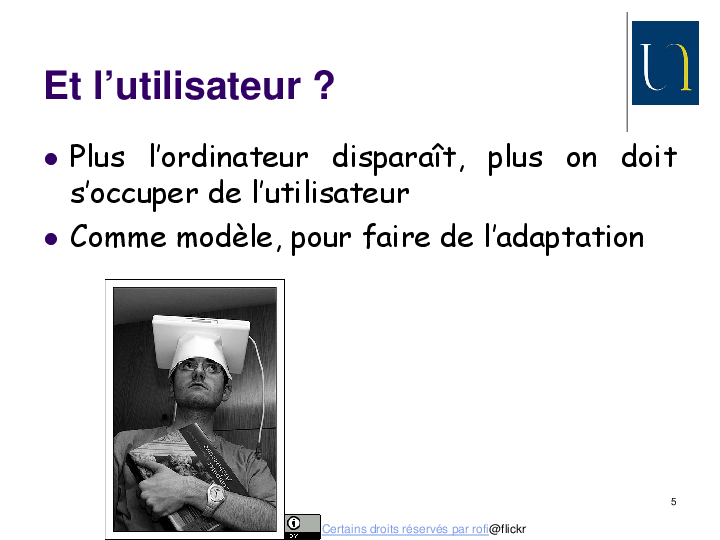 Et l’utilisateur ?
Plus l’ordinateur disparaît, plus on doit
s’occuper de l’utilisateur
Comme modèle, pour faire de l’adaptation
BY
Certains droits réservés par rofi@flickr
5